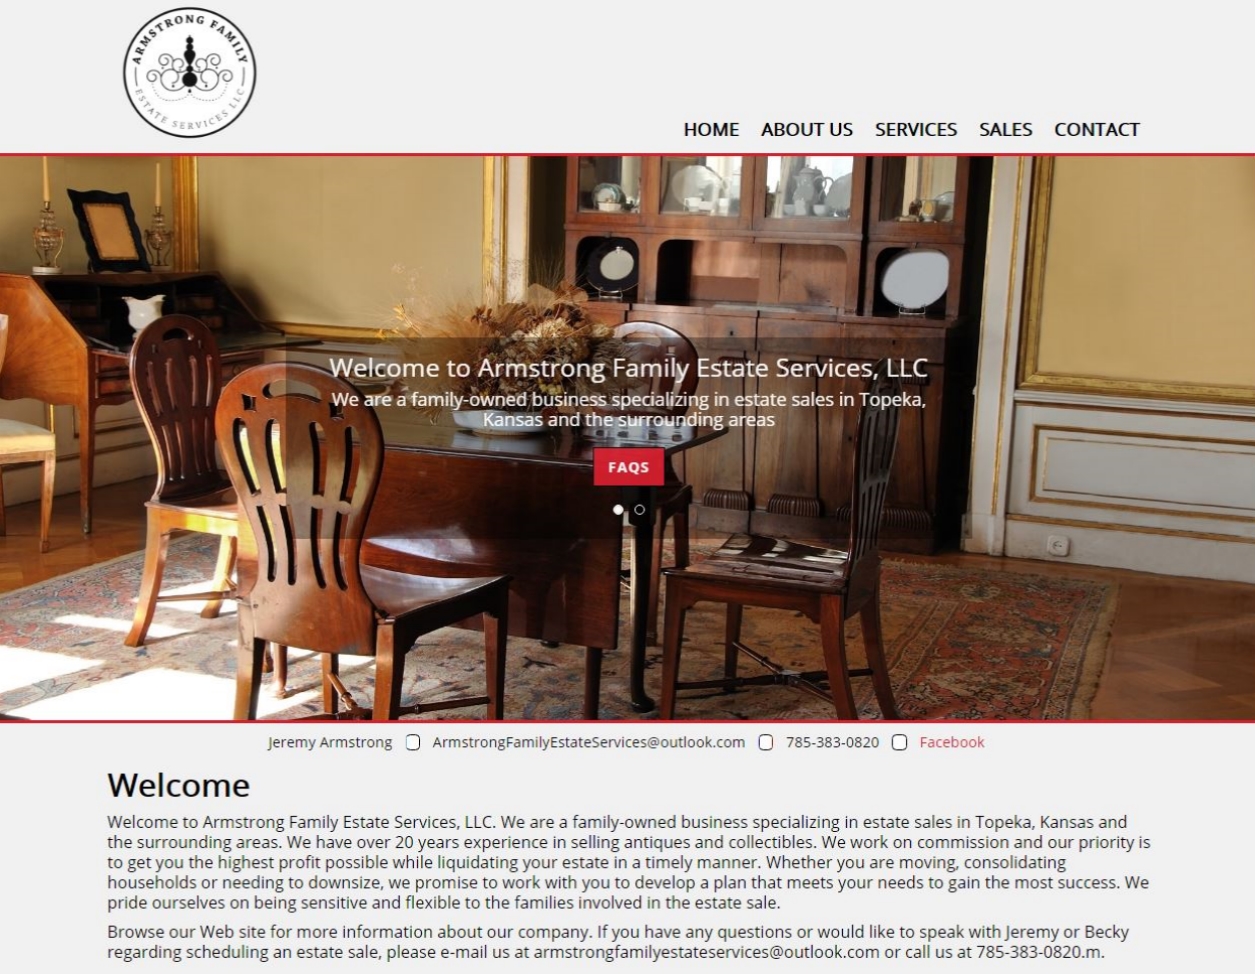 ARMSTRONG FAMILY
ESTATE SERVICES LLC
HOME ABOUT US SERVICES SALES CONTACT
Welcome to Armstrong Family Estate Services, LLC
We are a family-owned business specializing in estate sales in Topeka,
Kansas and the surrounding areas
FAQS
Jeremy Armstrong ArmstrongFamilyEstateServices@outlook.com 785-383-0820 Facebook
Welcome
Welcome to Armstrong Family Estate Services, LLC. We are a family-owned business specializing in estate sales in Topeka, Kansas and
the surrounding areas. We have over 20 years experience in selling antiques and collectibles. We work on commission and our priority is
to get you the highest profit possible while liquidating your estate in a timely manner. Whether you are moving, consolidating
households or needing to downsize, we promise to work with you to develop a plan that meets your needs to gain the most success. We
pride ourselves on being sensitive and flexible to the families involved in the estate sale.
Browse our Web site for more information about our company. If you have any questions or would like to speak with Jeremy or Becky
regarding scheduling an estate sale, please e-mail us at armstrongfamilyestateservices@outlook.com or call us at 785-383-0820.m.